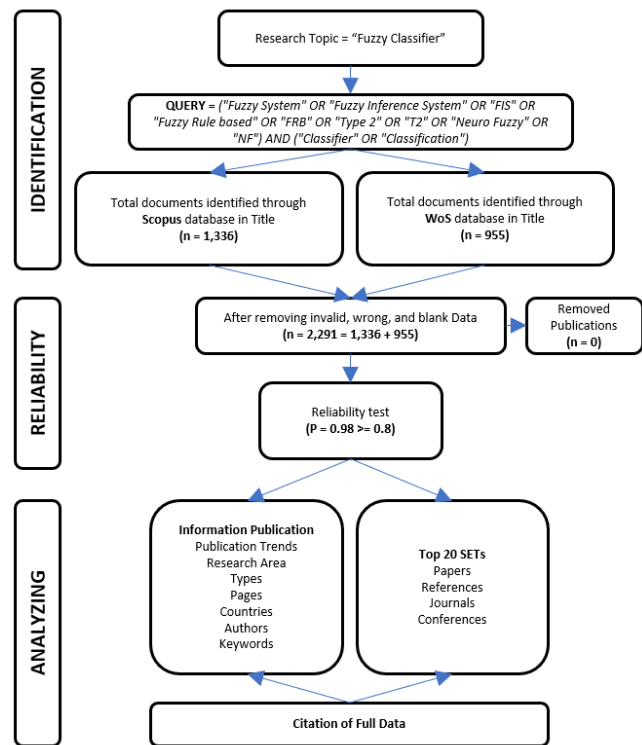 IDENTIFICATION
Research Topic = “Fuzzy Classifier”
QUERY = ("Fuzzy System" OR "Fuzzy Inference System" OR "FIS" OR
"Fuzzy Rule based" OR "FRB" OR "Type 2" OR "T2" OR "Neuro Fuzzy" OR
"NF") AND ("Classifier" OR "Classification")
Total documents identified through
Scopus database in Title
(n = 1,336)
Total documents identified through
WoS database in Title
(n = 955)
RELIABILITY
After removing invalid, wrong, and blank Data
(n = 2,291 = 1,336 + 955)
Removed
Publications
(n = 0)
Reliability test
(P = 0.98 >= 0.8)
ANALYZING
Information Publication
Publication Trends
Research Area
Types
Pages
Countries
Authors
Keywords
Top 20 SETs
Papers
References
Journals
Conferences
Citation of Full Data